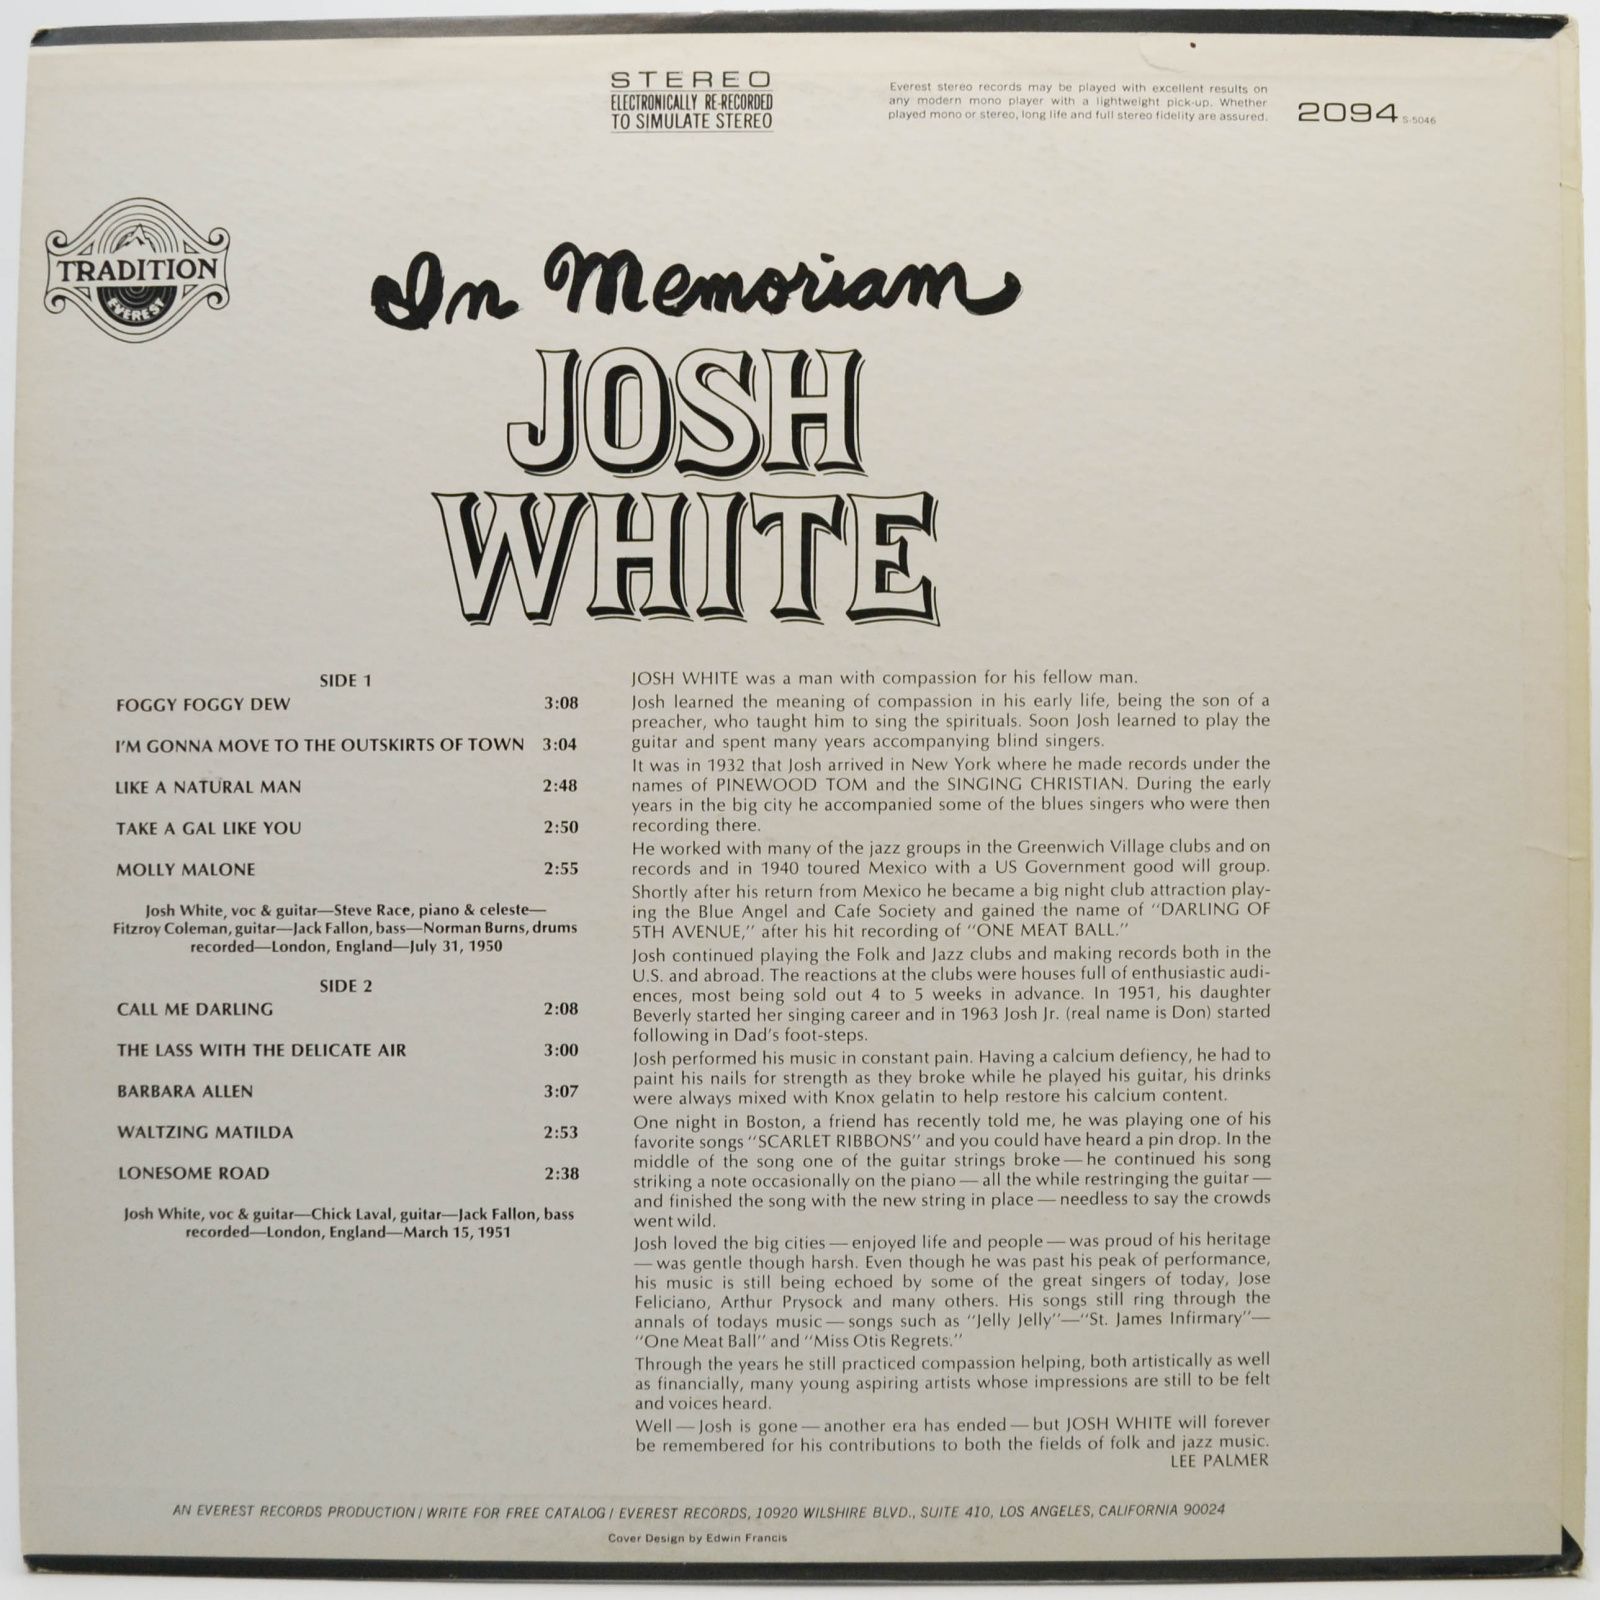 STEREO
ELECTRONICALLY RE-RECORDED
TO SIMULATE STEREO
Everest stereo records may be played with excellent results on
any modern mono player with a lightweight pick-up. Whether
played mono or stereo, long life and full stereo fidelity are assured.
2094 S-5046
TRADITION
EVEREST
In Memoriam
JOSH
WHITE
SIDE 1
FOGGY FOGGY DEW 3:08
I'M GONNA MOVE TO THE OUTSKIRTS OF TOWN 3:04
LIKE A NATURAL MAN 2:48
TAKE A GAL LIKE YOU 2:50
MOLLY MALONE 2:55
Josh White, voc & guitar—Steve Race, piano & celeste—
Fitzroy Coleman, guitar—Jack Fallon, bass—Norman Burns, drums
recorded—London, England—July 31, 1950
SIDE 2
CALL ME DARLING 2:08
THE LASS WITH THE DELICATE AIR 3:00
BARBARA ALLEN 3:07
WALTZING MATILDA 2:53
LONESOME ROAD 2:38
Josh White, voc & guitar—Chick Laval, guitar—Jack Fallon, bass
recorded—London, England—March 15, 1951
JOSH WHITE was a man with compassion for his fellow man.
Josh learned the meaning of compassion in his early life, being the son of a
preacher, who taught him to sing the spirituals. Soon Josh learned to play the
guitar and spent many years accompanying blind singers.
It was in 1932 that Josh arrived in New York where he made records under the
names of PINEWOOD TOM and the SINGING CHRISTIAN. During the early
years in the big city he accompanied some of the blues singers who were then
recording there.
He worked with many of the jazz groups in the Greenwich Village clubs and on
records and in 1940 toured Mexico with a US Government good will group.
Shortly after his return from Mexico he became a big night club attraction play-
ing the Blue Angel and Cafe Society and gained the name of "DARLING OF
5TH AVENUE," after his hit recording of "ONE MEAT BALL."
Josh continued playing the Folk and Jazz clubs and making records both in the
U.S. and abroad. The reactions at the clubs were houses full of enthusiastic audi-
ences, most being sold out 4 to 5 weeks in advance. In 1951, his daughter
Beverly started her singing career and in 1963 Josh Jr. (real name is Don) started
following in Dad's foot-steps.
Josh performed his music in constant pain. Having a calcium defiency, he had to
paint his nails for strength as they broke while he played his guitar, his drinks
were always mixed with Knox gelatin to help restore his calcium content.
One night in Boston, a friend has recently told me, he was playing one of his
favorite songs "SCARLET RIBBONS" and you could have heard a pin drop. In the
middle of the song one of the guitar strings broke — he continued his song
striking a note occasionally on the piano — all the while restringing the guitar —
and finished the song with the new string in place — needless to say the crowds
went wild.
Josh loved the big cities — enjoyed life and people — was proud of his heritage
— was gentle though harsh. Even though he was past his peak of performance,
his music is still being echoed by some of the great singers of today, Jose
Feliciano, Arthur Prysock and many others. His songs still ring through the
annals of todays music — songs such as "Jelly Jelly"—"St. James Infirmary"—
"One Meat Ball" and "Miss Otis Regrets."
Through the years he still practiced compassion helping, both artistically as well
as financially, many young aspiring artists whose impressions are still to be felt
and voices heard.
Well — Josh is gone — another era has ended — but JOSH WHITE will forever
be remembered for his contributions to both the fields of folk and jazz music.
LEE PALMER
AN EVEREST RECORDS PRODUCTION / WRITE FOR FREE CATALOG / EVEREST RECORDS, 10920 WILSHIRE BLVD., SUITE 410, LOS ANGELES, CALIFORNIA 90024
Cover Design by Edwin Francis